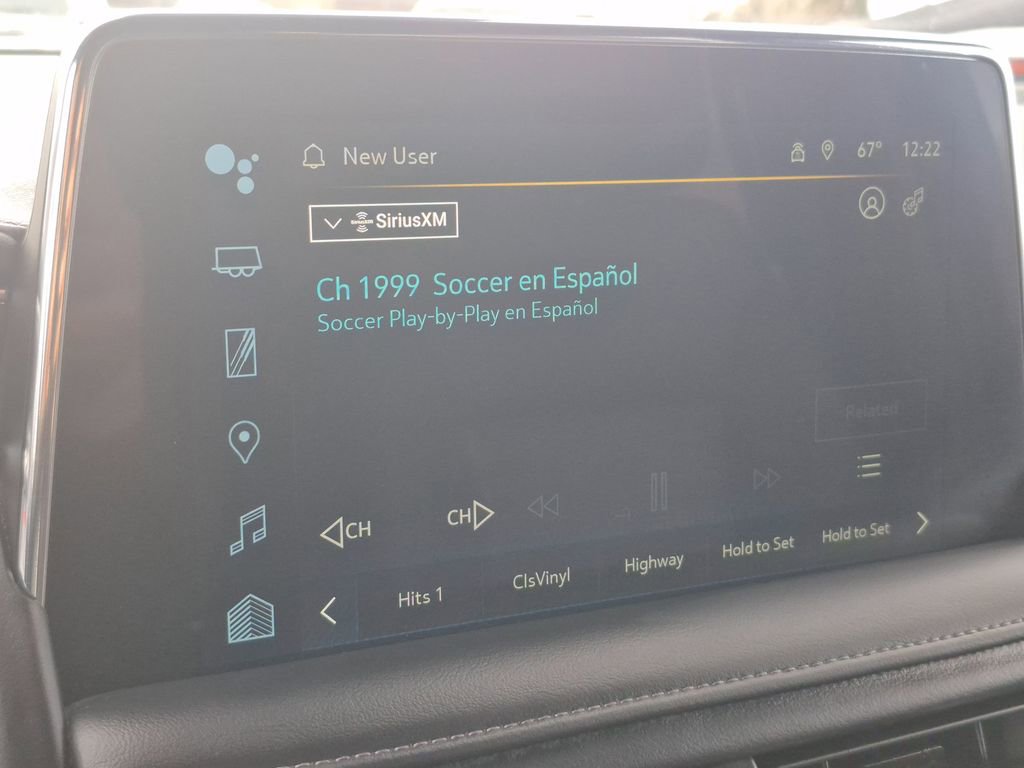 New User
67° 12:22
SiriusXM SiriusXM
Ch 1999 Soccer en Español
Soccer Play-by-Play en Español
Related
CH CH
Hits 1 ClsVinyl Highway Hold to Set Hold to Set